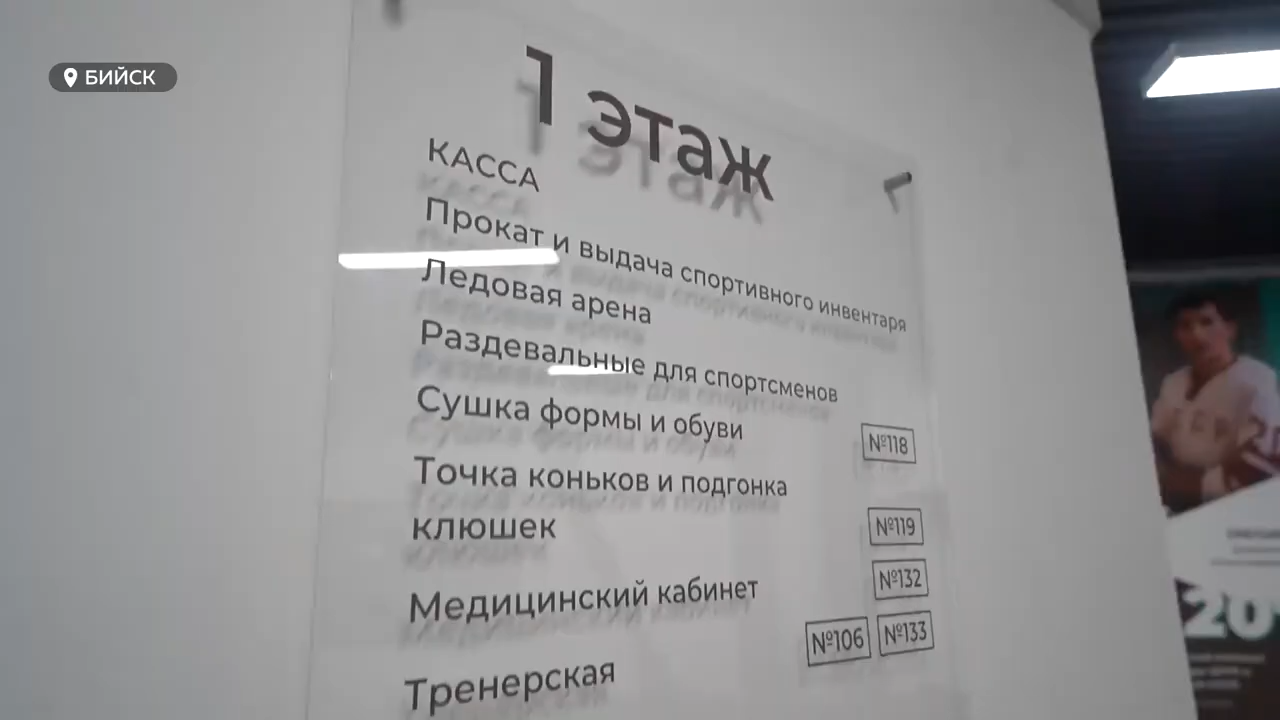 БИЙСК
1 этаж
КАССА
Прокат и выдача спортивного инвентаря
Ледовая арена
Раздевальные для спортсменов
Сушка формы и обуви №118
Точка коньков и подгонка
клюшек №119
Медицинский кабинет №132
№106 №133
Тренерская
20